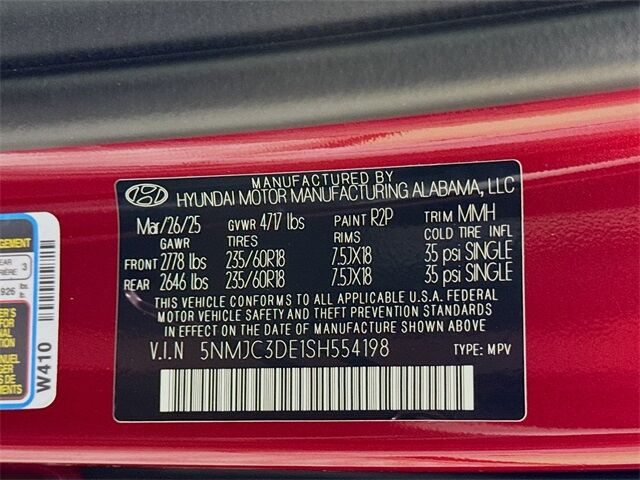 MANUFACTURED BY
HYUNDAI MOTOR MANUFACTURING ALABAMA, LLC
Mar/26/25 GVWR 4717 lbs PAINT R2P TRIM MMH
GAWR TIRES RIMS COLD TIRE INFL
FRONT 2778 lbs 235/60R18 7.5JX18 35 psi SINGLE
REAR 2646 lbs 235/60R18 7.5JX18 35 psi SINGLE
THIS VEHICLE CONFORMS TO ALL APPLICABLE U.S.A. FEDERAL
MOTOR VEHICLE SAFETY AND THEFT PREVENTION STANDARDS
IN EFFECT ON THE DATE OF MANUFACTURE SHOWN ABOVE.
V.I.N 5NMJC3DE1SH554198 TYPE: MPV
3
926 lbs.
W410